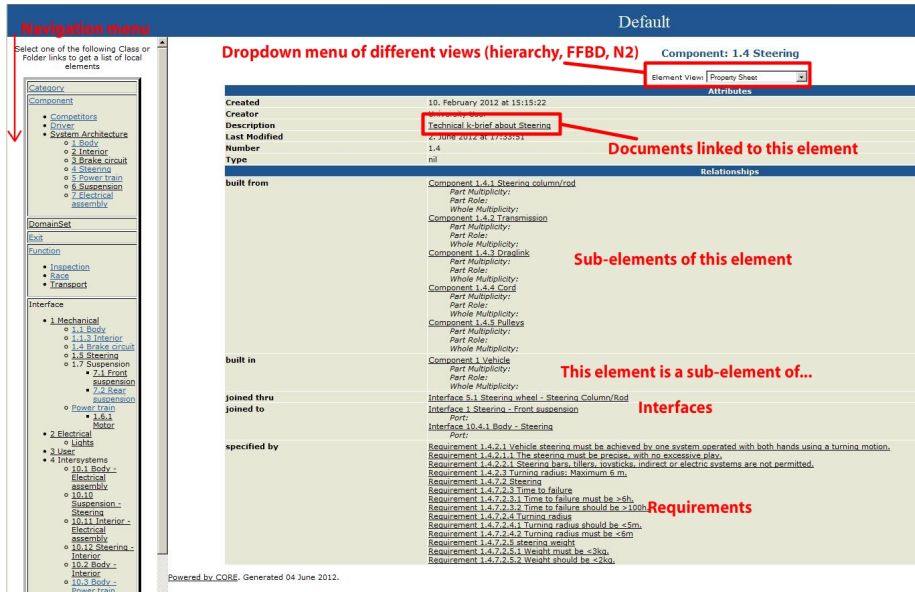 Default
Navigation menu
Select one of the following Class or
Folder links to get a list of local
elements
Category
Component
Competitors
Driver
System Architecture
1 Body
2 Interior
3 Brake circuit
4 Steering
5 Power train
6 Suspension
7 Electrical
assembly
DomainSet
Exit
Function
Inspection
Race
Transport
Interface
1 Mechanical
1.1 Body
1.1.3 Interior
1.4 Brake circuit
1.5 Steering
1.7 Suspension
7.1 Front
suspension
7.2 Rear
suspension
Power train
1.6.1
Motor
2 Electrical
Lights
3 User
4 Intersystems
10.1 Body -
Electrical
assembly
10.10
Suspension -
Steering
10.11 Interior -
Electrical
assembly
10.12 Steering -
Interior
10.2 Body -
Interior
10.3 Body -
Power train
Dropdown menu of different views (hierarchy, FFBD, N2)
Component: 1.4 Steering
Element View: Property Sheet
Attributes
Created 10. February 2012 at 15:15:22
Creator University User
Description Technical k-brief about Steering
Last Modified 2. June 2012 at 17:33:51
Number 1.4
Type nil
Documents linked to this element
Relationships
built from Component 1.4.1 Steering column/rod
Part Multiplicity:
Part Role:
Whole Multiplicity:
Component 1.4.2 Transmission
Part Multiplicity:
Part Role:
Whole Multiplicity:
Component 1.4.3 Draglink
Part Multiplicity:
Part Role:
Whole Multiplicity:
Sub-elements of this element
Component 1.4.4 Cord
Part Multiplicity:
Part Role:
Whole Multiplicity:
Component 1.4.5 Pulleys
Part Multiplicity:
Part Role:
Whole Multiplicity:
built in Component 1 Vehicle
Part Multiplicity:
Part Role:
Whole Multiplicity:
This element is a sub-element of...
joined thru Interface 5.1 Steering wheel - Steering Column/Rod
joined to Interface 1 Steering - Front suspension
Port:
Interface 10.4.1 Body - Steering
Port:
Interfaces
specified by Requirement 1.4.2.1 Vehicle steering must be achieved by one system operated with both hands using a turning motion.
Requirement 1.4.2.1.1 The steering must be precise, with no excessive play.
Requirement 1.4.2.2.1 Steering bars, tillers, joysticks, indirect or electric systems are not permitted.
Requirement 1.4.2.3 Turning radius: Maximum 6 m.
Requirement 1.4.7.2 Steering
Requirement 1.4.7.2.3 Time to failure
Requirement 1.4.7.2.3.1 Time to failure must be >6h.
Requirement 1.4.7.2.3.2 Time to failure should be >100h.
Requirements
Requirement 1.4.7.2.4 Turning radius
Requirement 1.4.7.2.4.1 Turning radius should be <5m.
Requirement 1.4.7.2.4.2 Turning radius must be <6m
Requirement 1.4.7.2.5 steering weight
Requirement 1.4.7.2.5.1 Weight must be <3kg.
Requirement 1.4.7.2.5.2 Weight should be <2kg.
Powered by CORE. Generated 04 June 2012.